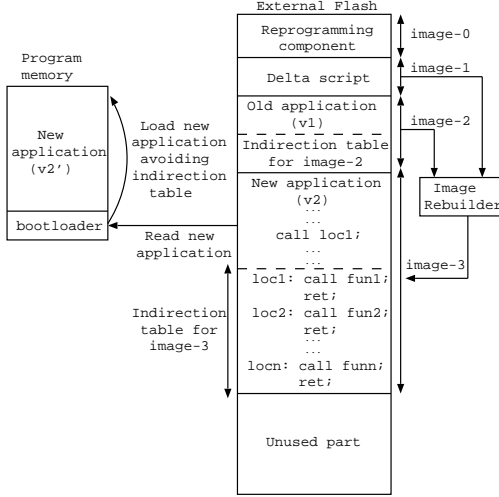 External Flash
Reprogramming
component
image-0
Delta script
image-1
Old application
(v1)
Indirection table
for image-2
image-2
New application
(v2)
...
...
call loc1;
...
...
loc1: call fun1;
ret;
loc2: call fun2;
ret;
...
...
locn: call funn;
ret;
Unused part
Image
Rebuilder
image-3
Program
memory
New
application
(v2')
bootloader
Load new
application
avoiding
indirection
table
Read new
application
Indirection
table for
image-3